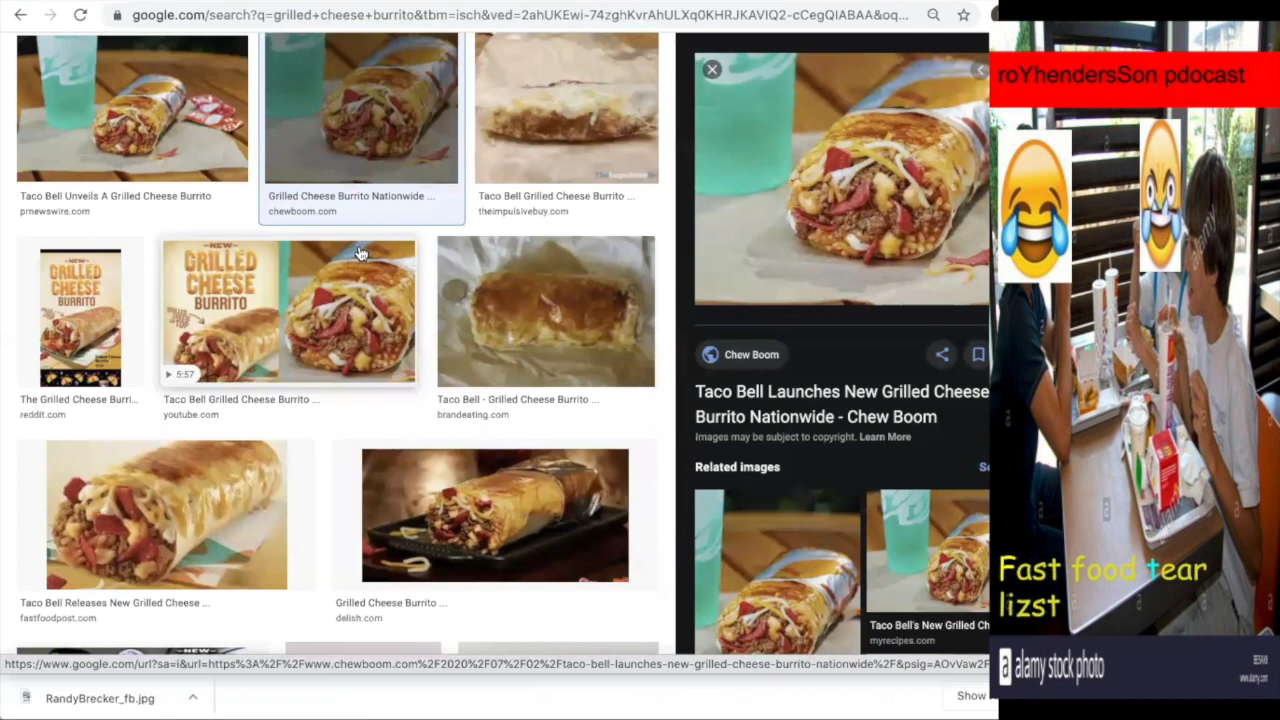 google.com/search?q=grilled+cheese+burrito&tbm=isch&ved=2ahUKEwi-74zghKvrAhULXq0KHRJKAVIQ2-cCegQIABAA&oq...
roYhendersSon pdocast
Taco Bell Unveils A Grilled Cheese Burrito
prnewswire.com
Grilled Cheese Burrito Nationwide ...
chewboom.com
Taco Bell Grilled Cheese Burrito ...
theimpulsivebuy.com
NEW
GRILLED
CHEESE
BURRITO
NEW
GRILLED
CHEESE
BURRITO
5:57
The Grilled Cheese Burri...
reddit.com
Taco Bell Grilled Cheese Burrito ...
youtube.com
Taco Bell - Grilled Cheese Burrito ...
brandeating.com
Chew Boom
Taco Bell Launches New Grilled Cheese
Burrito Nationwide - Chew Boom
Images may be subject to copyright. Learn More
Related images
Se
Taco Bell Releases New Grilled Cheese ...
fastfoodpost.com
Grilled Cheese Burrito ...
delish.com
Taco Bell's New Grilled Ch
myrecipes.com
Fast food tear
lizst
a alamy stock photo
www.alamy.com
https://www.google.com/url?sa=i&url=https%3A%2F%2Fwww.chewboom.com%2F2020%2F07%2F02%2Ftaco-bell-launches-new-grilled-cheese-burrito-nationwide%2F&psig=AOvVaw2F
RandyBrecker_fb.jpg
Show